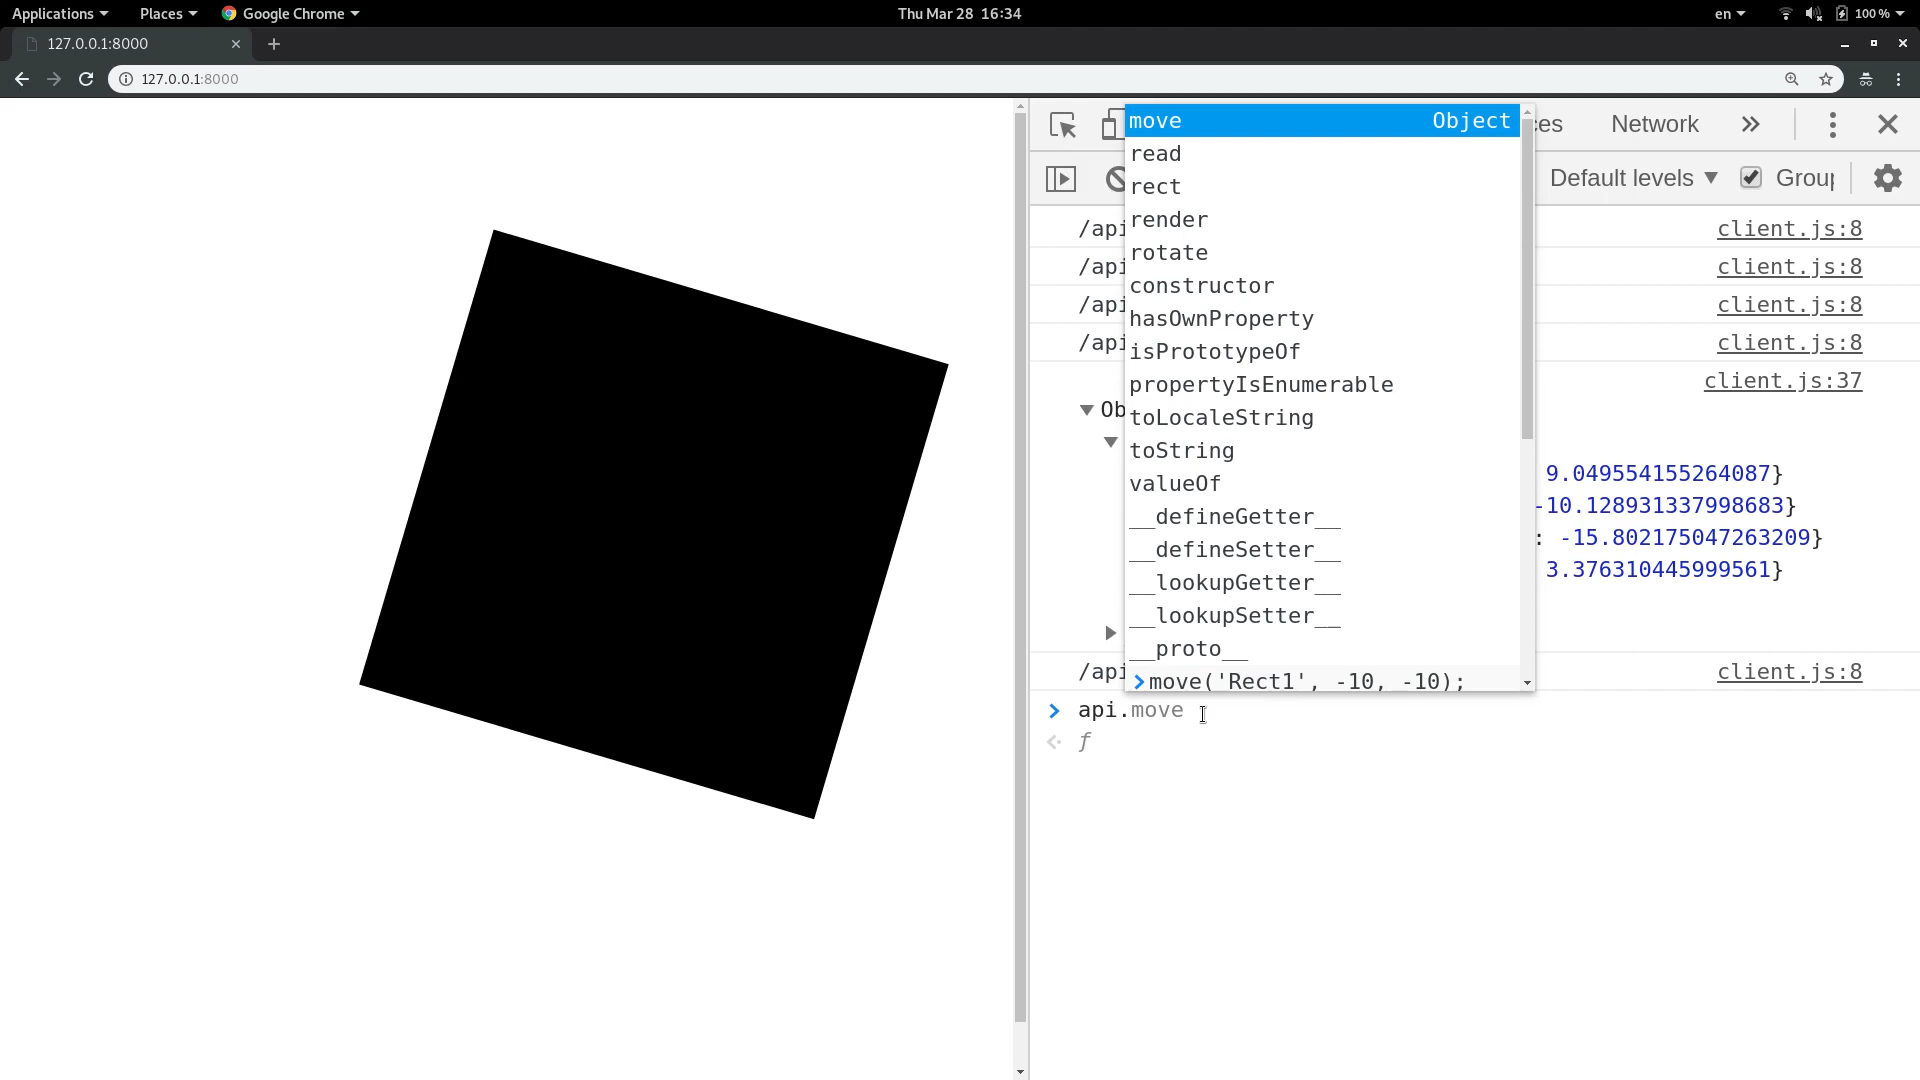 Applications Places Google Chrome Thu Mar 28 16:34 en 100 %
127.0.0.1:8000
127.0.0.1:8000
Network
Default levels
/api client.js:8
/api client.js:8
/api client.js:8
/api client.js:8
client.js:37
Ob
9.049554155264087}
-10.128931337998683}
: -15.802175047263209}
3.376310445999561}
/api client.js:8
move Object
read
rect
render
rotate
constructor
hasOwnProperty
isPrototypeOf
propertyIsEnumerable
toLocaleString
toString
valueOf
__defineGetter__
__defineSetter__
__lookupGetter__
__lookupSetter__
__proto__
move('Rect1', -10, -10);
api.move
f